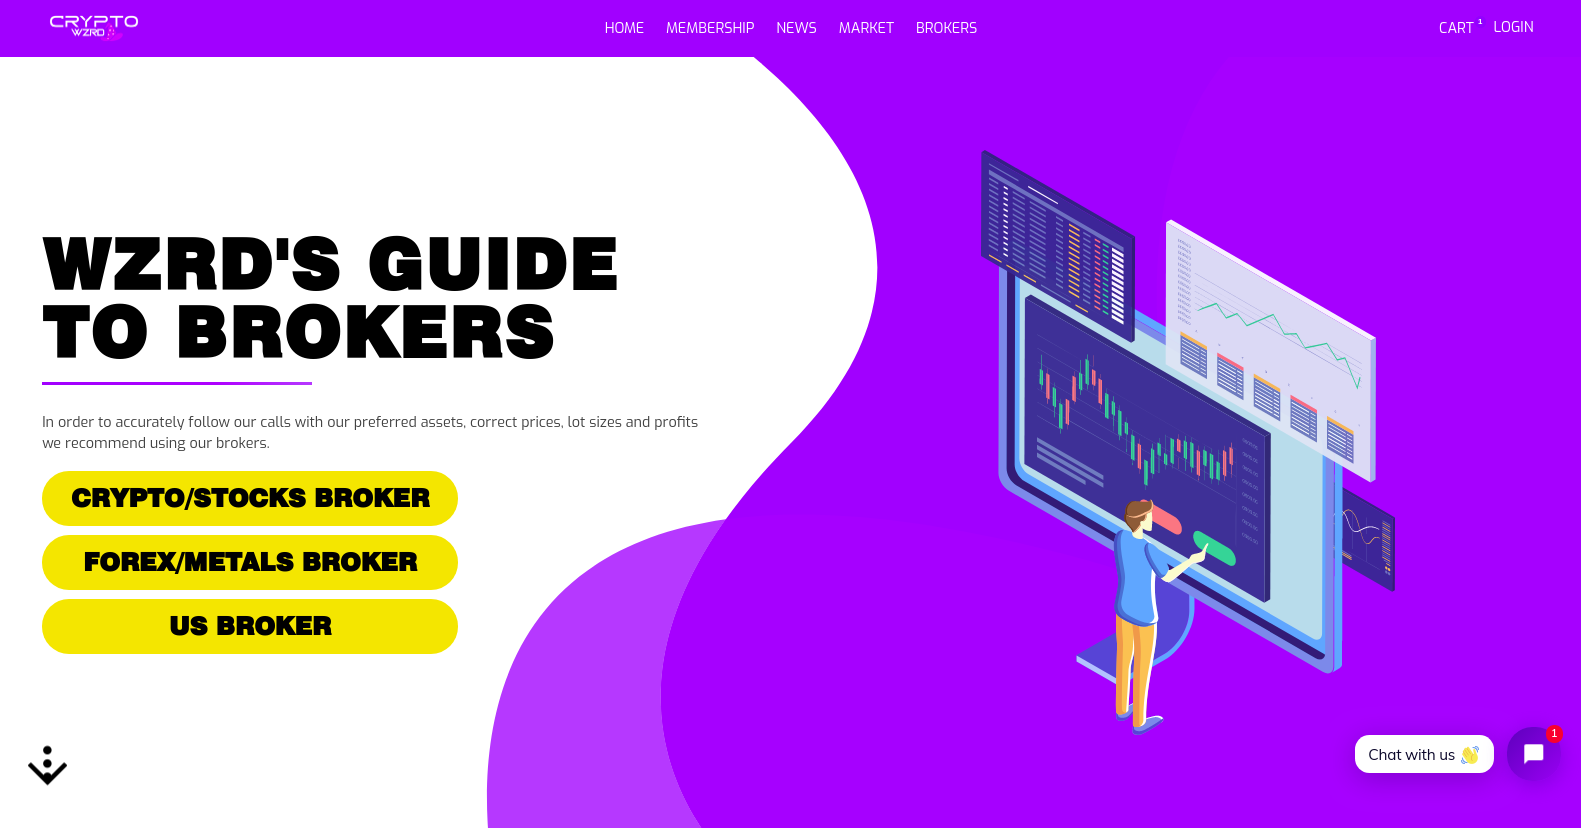 CRYPTO
WZRD
HOME MEMBERSHIP NEWS MARKET BROKERS
CART 1 LOGIN
WZRD'S GUIDE
TO BROKERS
In order to accurately follow our calls with our preferred assets, correct prices, lot sizes and profits
we recommend using our brokers.
CRYPTO/STOCKS BROKER
FOREX/METALS BROKER
US BROKER
Chat with us
1